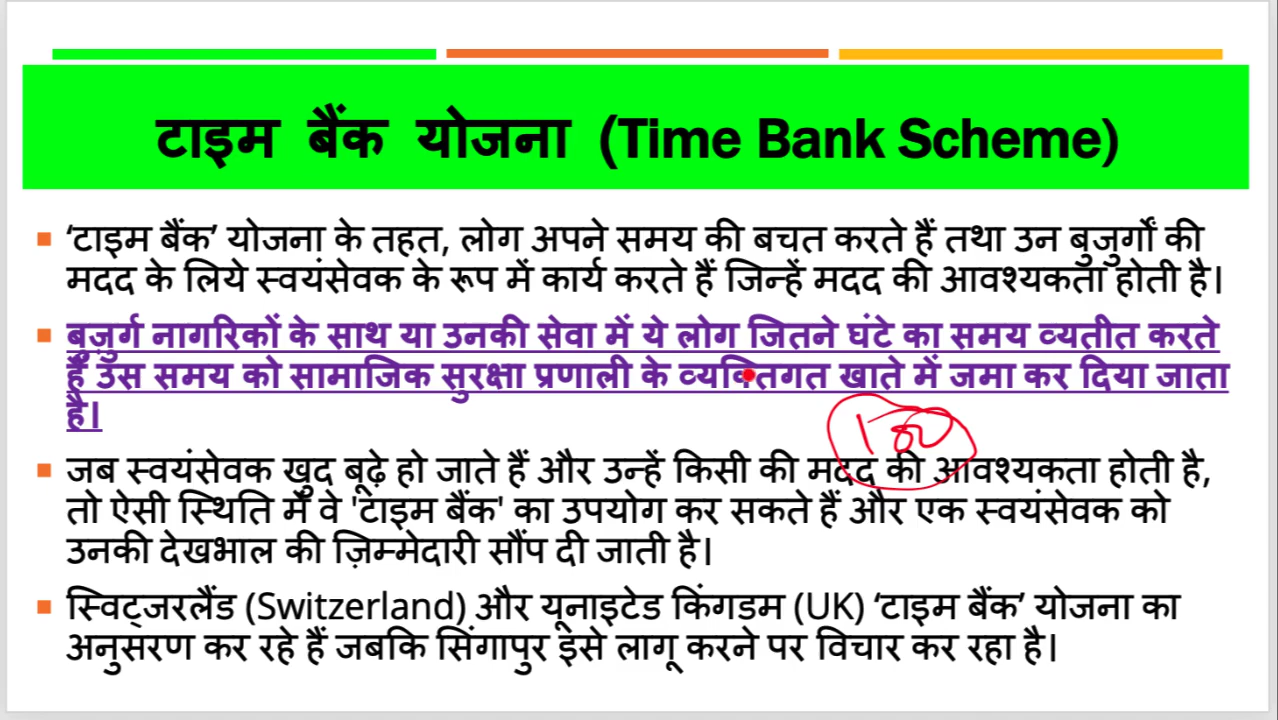 टाइम बैंक योजना (Time Bank Scheme)
‘टाइम बैंक’ योजना के तहत, लोग अपने समय की बचत करते हैं तथा उन बुजुर्गों की
मदद के लिये स्वयंसेवक के रूप में कार्य करते हैं जिन्हें मदद की आवश्यकता होती है।
बुज़ुर्ग नागरिकों के साथ या उनकी सेवा में ये लोग जितने घंटे का समय व्यतीत करते
हैं उस समय को सामाजिक सुरक्षा प्रणाली के व्यक्तिगत खाते में जमा कर दिया जाता
है।
जब स्वयंसेवक खुद बूढ़े हो जाते हैं और उन्हें किसी की मदद की आवश्यकता होती है,
तो ऐसी स्थिति में वे 'टाइम बैंक' का उपयोग कर सकते हैं और एक स्वयंसेवक को
उनकी देखभाल की ज़िम्मेदारी सौंप दी जाती है।
स्विट्जरलैंड (Switzerland) और यूनाइटेड किंगडम (UK) ‘टाइम बैंक’ योजना का
अनुसरण कर रहे हैं जबकि सिंगापुर इसे लागू करने पर विचार कर रहा है।